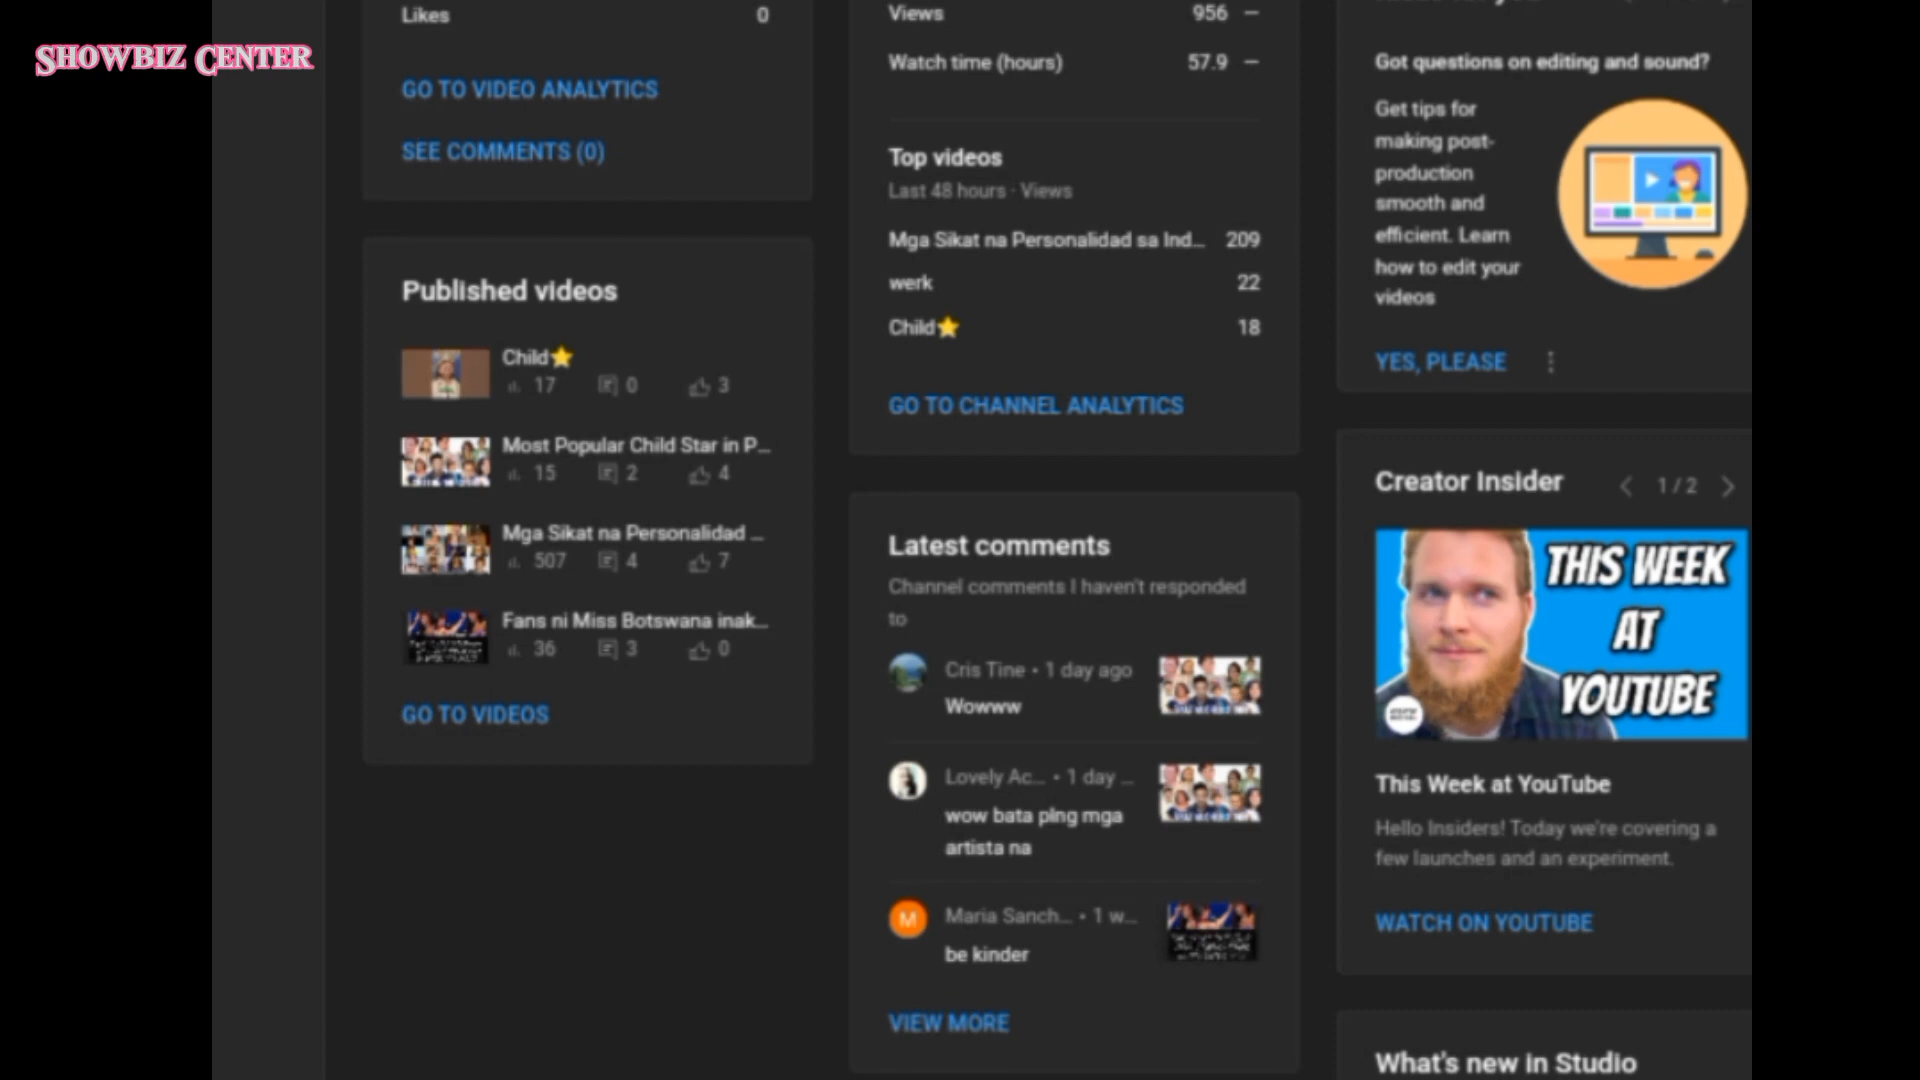 SHOWBIZ CENTER
Likes 0
GO TO VIDEO ANALYTICS
SEE COMMENTS (0)
Published videos
Child⭐
17 0 3
Most Popular Child Star in P...
15 2 4
Mga Sikat na Personalidad ...
507 4 7
Fans ni Miss Botswana inak...
36 3 0
GO TO VIDEOS
Views 956 —
Watch time (hours) 57.9 —
Top videos
Last 48 hours · Views
Mga Sikat na Personalidad sa Ind... 209
werk 22
Child⭐ 18
GO TO CHANNEL ANALYTICS
Latest comments
Channel comments I haven't responded
to
Cris Tine • 1 day ago
Wowww
Lovely Ac... • 1 day ...
wow bata plng mga
artista na
M
Maria Sanch... • 1 w...
be kinder
VIEW MORE
Got questions on editing and sound?
Get tips for
making post-
production
smooth and
efficient. Learn
how to edit your
videos
YES, PLEASE
Creator Insider 1 / 2
THIS WEEK
AT
YOUTUBE
This Week at YouTube
Hello Insiders! Today we're covering a
few launches and an experiment.
WATCH ON YOUTUBE
What's new in Studio